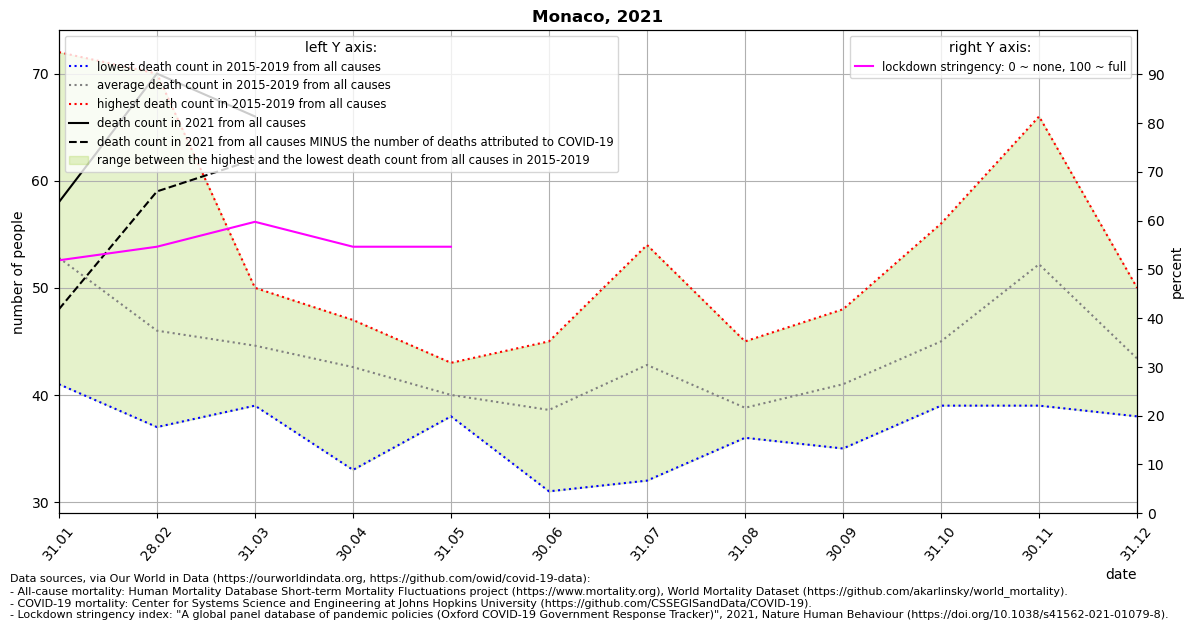 Monaco, 2021
left Y axis:
lowest death count in 2015-2019 from all causes
average death count in 2015-2019 from all causes
highest death count in 2015-2019 from all causes
death count in 2021 from all causes
death count in 2021 from all causes MINUS the number of deaths attributed to COVID-19
range between the highest and the lowest death count from all causes in 2015-2019
right Y axis:
lockdown stringency: 0 ~ none, 100 ~ full
number of people
70
60
50
40
30
percent
90
80
70
60
50
40
30
20
10
0
31.01
28.02
31.03
30.04
31.05
30.06
31.07
31.08
30.09
31.10
30.11
31.12
date
Data sources, via Our World in Data (https://ourworldindata.org, https://github.com/owid/covid-19-data):
- All-cause mortality: Human Mortality Database Short-term Mortality Fluctuations project (https://www.mortality.org), World Mortality Dataset (https://github.com/akarlinsky/world_mortality).
- COVID-19 mortality: Center for Systems Science and Engineering at Johns Hopkins University (https://github.com/CSSEGISandData/COVID-19).
- Lockdown stringency index: "A global panel database of pandemic policies (Oxford COVID-19 Government Response Tracker)", 2021, Nature Human Behaviour (https://doi.org/10.1038/s41562-021-01079-8).